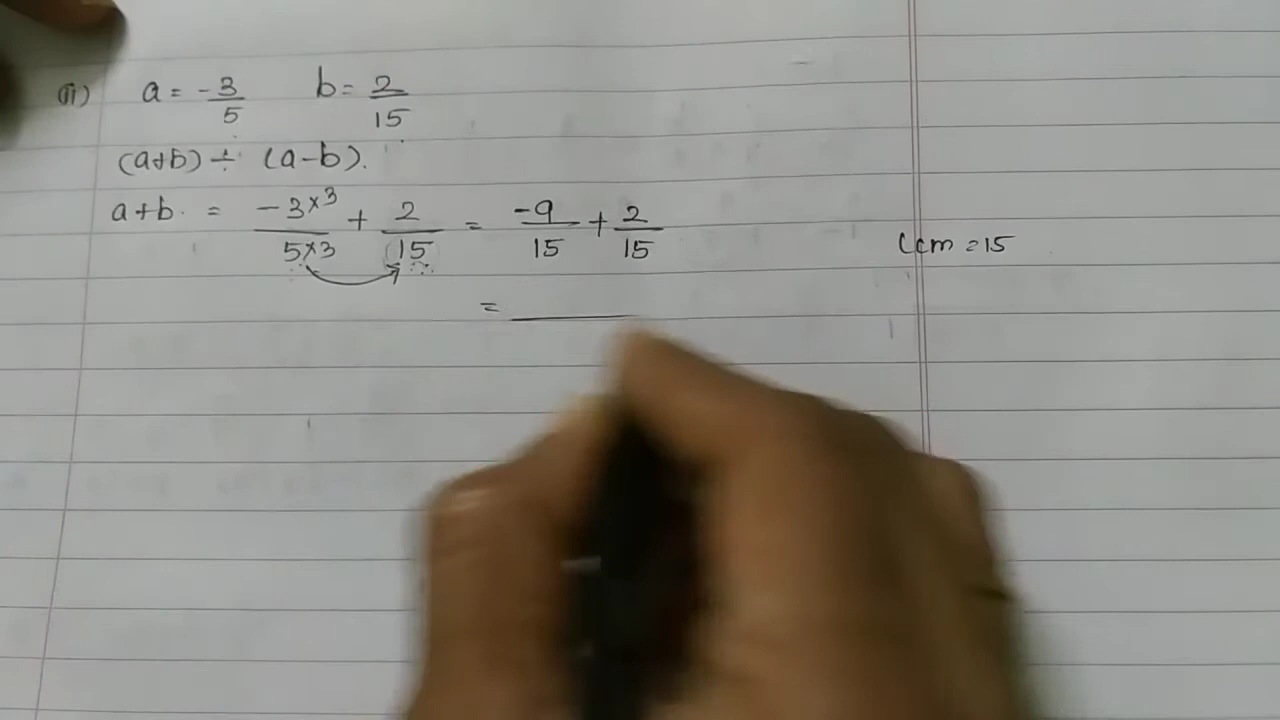 (ii) a = -3/5 b = 2/15
(a+b) ÷ (a-b).
a+b. = -3×3/5×3 + 2/15 = -9/15 + 2/15
Lcm = 15
=